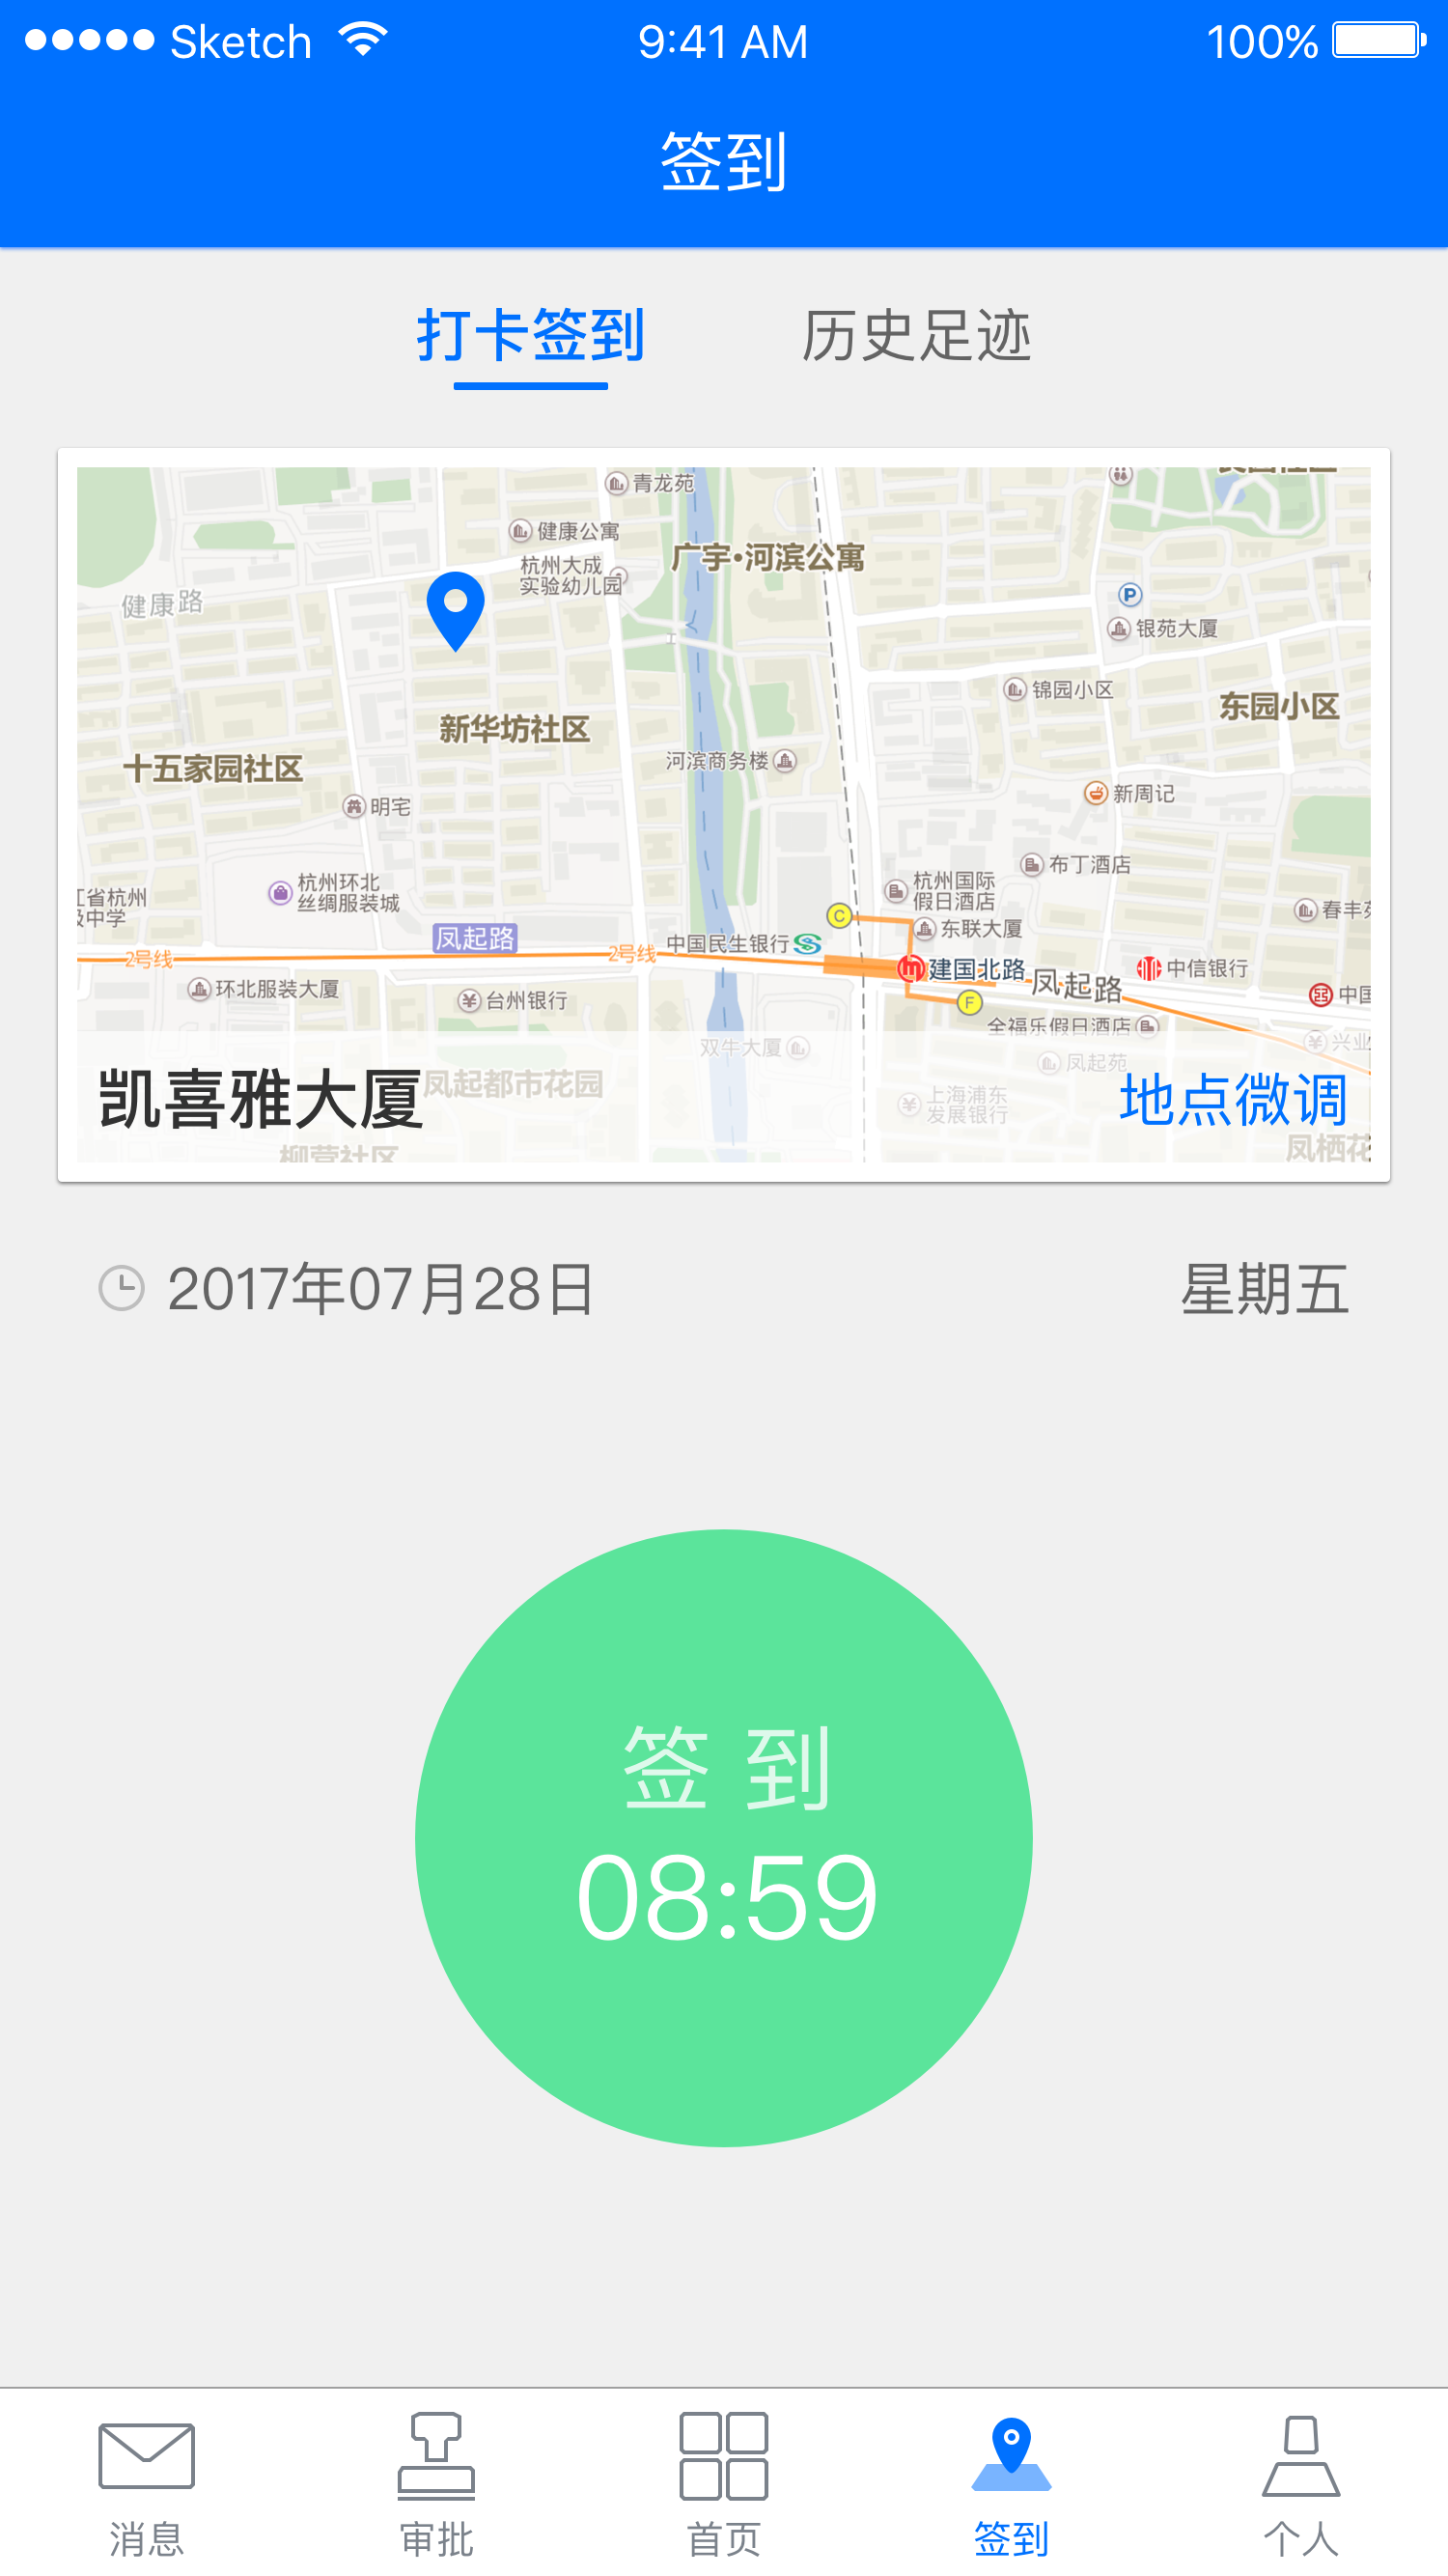 Sketch 9:41 AM 100%
签到
打卡签到 历史足迹
青龙苑
健康公寓
广宇·河滨公寓
杭州大成
实验幼儿园
健康路
P
银苑大厦
锦园小区
东园小区
新华坊社区
河滨商务楼
十五家园社区
新周记
明宅
布丁酒店
杭州环北
丝绸服装城
杭州国际
假日酒店
江省杭州
级中学
春丰苑
C
东联大厦
凤起路
中国民生银行
2号线
2号线
建国北路
中信银行
凤起路
环北服装大厦
台州银行
F
中国
全福乐假日酒店
双牛大厦
兴业
凤起苑
凤起都市花园
上海浦东
发展银行
凯喜雅大厦
地点微调
柳营社区
凤栖花
2017年07月28日 星期五
签 到
08:59
消息 审批 首页 签到 个人